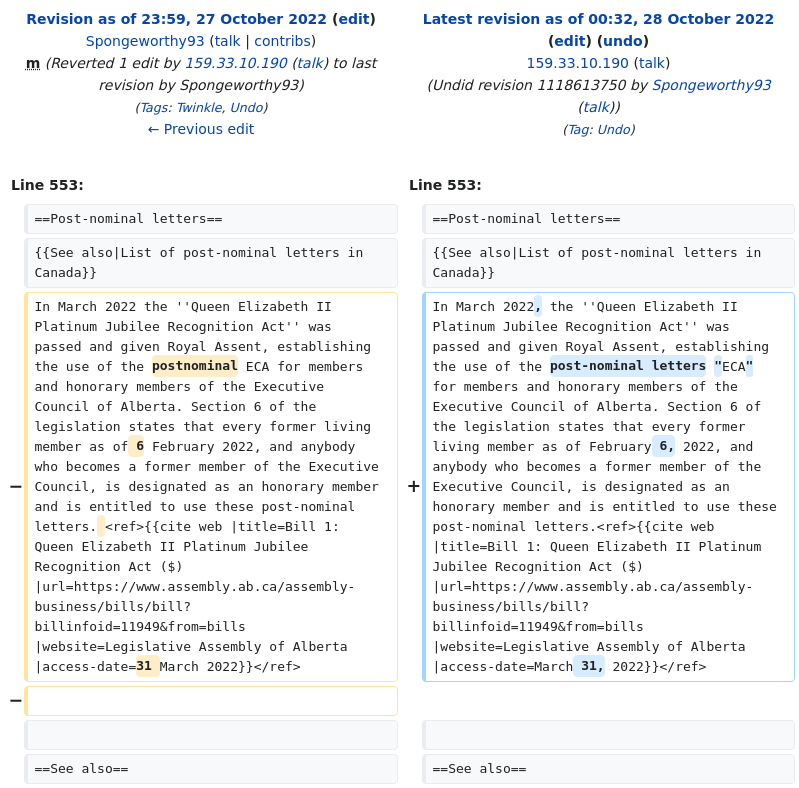 Revision as of 23:59, 27 October 2022 (edit)
Spongeworthy93 (talk | contribs)
m (Reverted 1 edit by 159.33.10.190 (talk) to last
revision by Spongeworthy93)
(Tags: Twinkle, Undo)
← Previous edit
Latest revision as of 00:32, 28 October 2022
(edit) (undo)
159.33.10.190 (talk)
(Undid revision 1118613750 by Spongeworthy93
(talk))
(Tag: Undo)
Line 553:
Line 553:
==Post-nominal letters==
==Post-nominal letters==
{{See also|List of post-nominal letters in
Canada}}
{{See also|List of post-nominal letters in
Canada}}
−
In March 2022 the ''Queen Elizabeth II
Platinum Jubilee Recognition Act'' was
passed and given Royal Assent, establishing
the use of the postnominal ECA for members
and honorary members of the Executive
Council of Alberta. Section 6 of the
legislation states that every former living
member as of 6 February 2022, and anybody
who becomes a former member of the Executive
Council, is designated as an honorary member
and is entitled to use these post-nominal
letters. <ref>{{cite web |title=Bill 1:
Queen Elizabeth II Platinum Jubilee
Recognition Act ($)
|url=https://www.assembly.ab.ca/assembly-
business/bills/bill?
billinfoid=11949&from=bills
|website=Legislative Assembly of Alberta
|access-date=31 March 2022}}</ref>
+
In March 2022, the ''Queen Elizabeth II
Platinum Jubilee Recognition Act'' was
passed and given Royal Assent, establishing
the use of the post-nominal letters "ECA"
for members and honorary members of the
Executive Council of Alberta. Section 6 of
the legislation states that every former
living member as of February 6, 2022, and
anybody who becomes a former member of the
Executive Council, is designated as an
honorary member and is entitled to use these
post-nominal letters.<ref>{{cite web
|title=Bill 1: Queen Elizabeth II Platinum
Jubilee Recognition Act ($)
|url=https://www.assembly.ab.ca/assembly-
business/bills/bill?
billinfoid=11949&from=bills
|website=Legislative Assembly of Alberta
|access-date=March 31, 2022}}</ref>
−
==See also==
==See also==